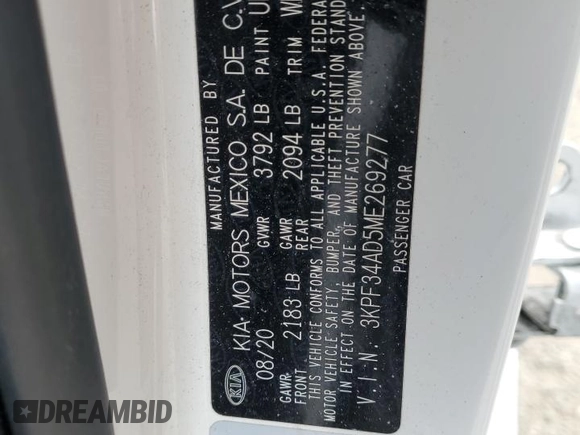 MANUFACTURED BY
KIA MOTORS MEXICO S.A. DE C.V
08/20 GVWR 3792 LB PAINT U
GAWR FRONT 2183 LB GAWR REAR 2094 LB TRIM
THIS VEHICLE CONFORMS TO ALL APPLICABLE U.S.A. FEDERA
MOTOR VEHICLE SAFETY, BUMPER, AND THEFT PREVENTION STAND
IN EFFECT ON THE DATE OF MANUFACTURE SHOWN ABOVE
V.I.N: 3KPF34AD5ME269277
PASSENGER CAR
KIA
DREAMBID